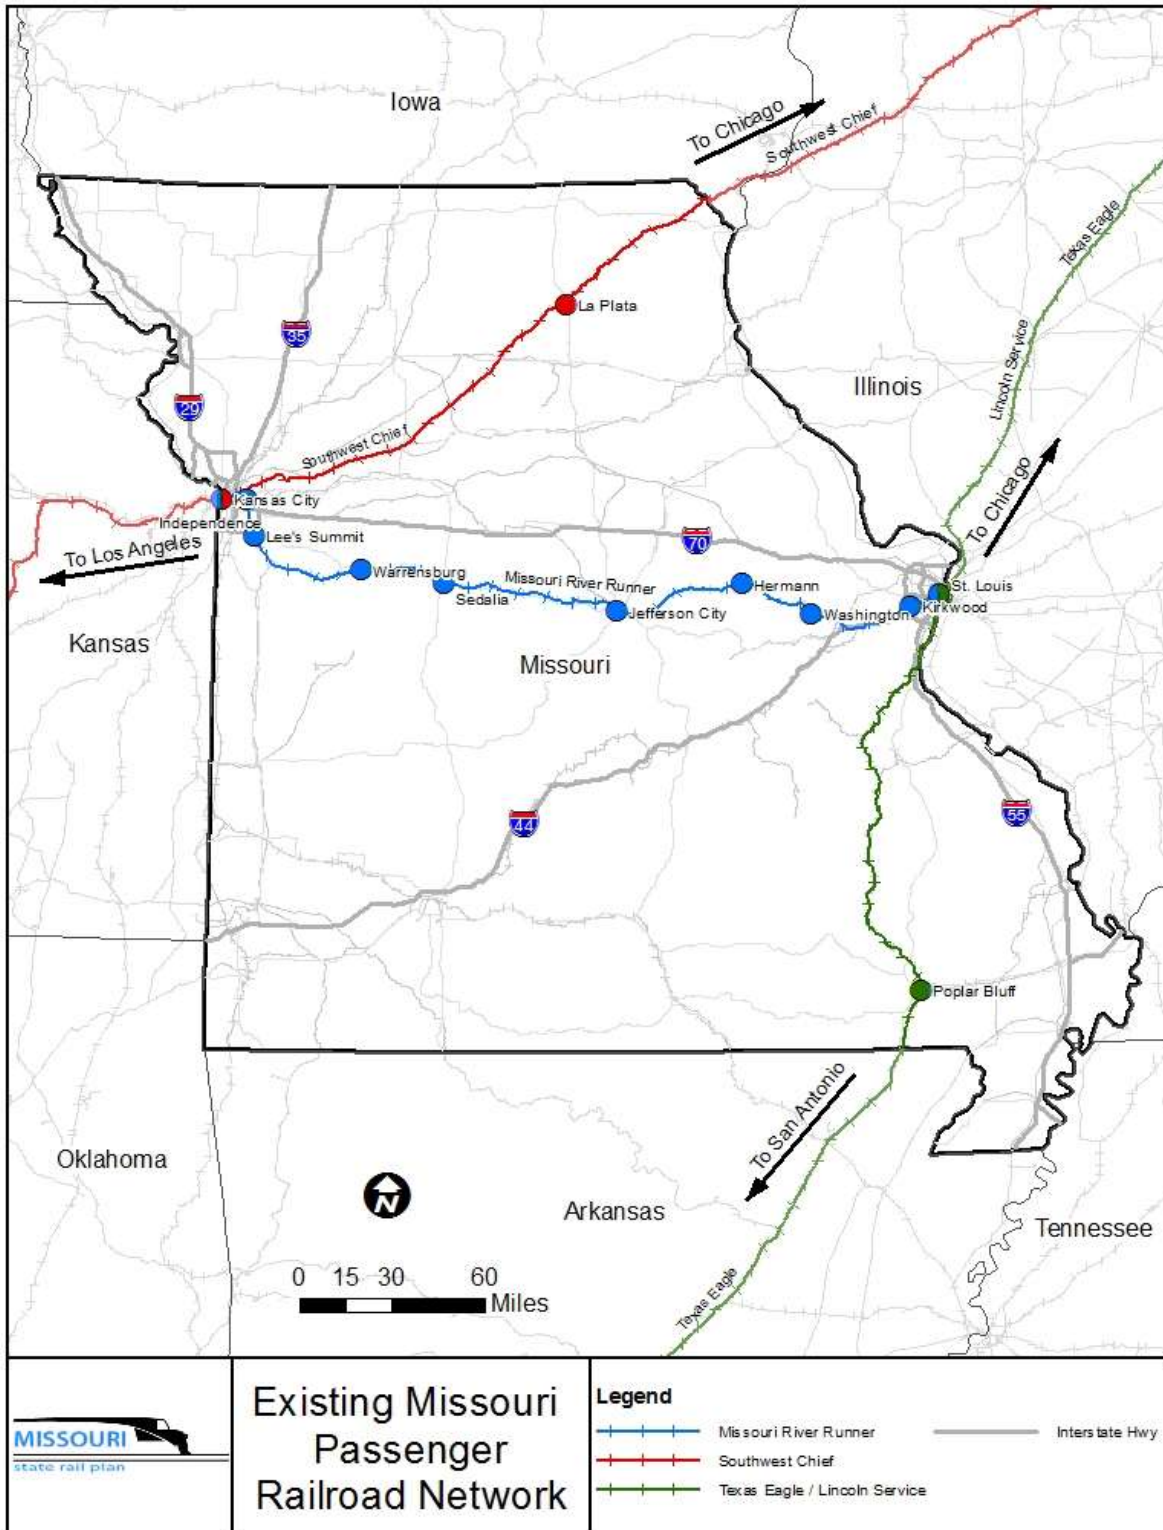 Iowa
To Chicago
Southwest Chief
Texas Eagle
La Plata
35
Lincoln Service
Illinois
29
Southwest Chief
To Chicago
Kansas City
Independence
Lee's Summit
70
To Los Angeles
Warrensburg
Missouri River Runner
Hermann
St. Louis
Sedalia
Jefferson City
Washington
Kirkwood
Kansas
Missouri
44
55
Poplar Bluff
To San Antonio
Oklahoma
N
Arkansas
Tennessee
0 15 30 60
Miles
Texas Eagle
MISSOURI
state rail plan
Existing Missouri
Passenger
Railroad Network
Legend
Missouri River Runner
Interstate Hwy
Southwest Chief
Texas Eagle / Lincoln Service